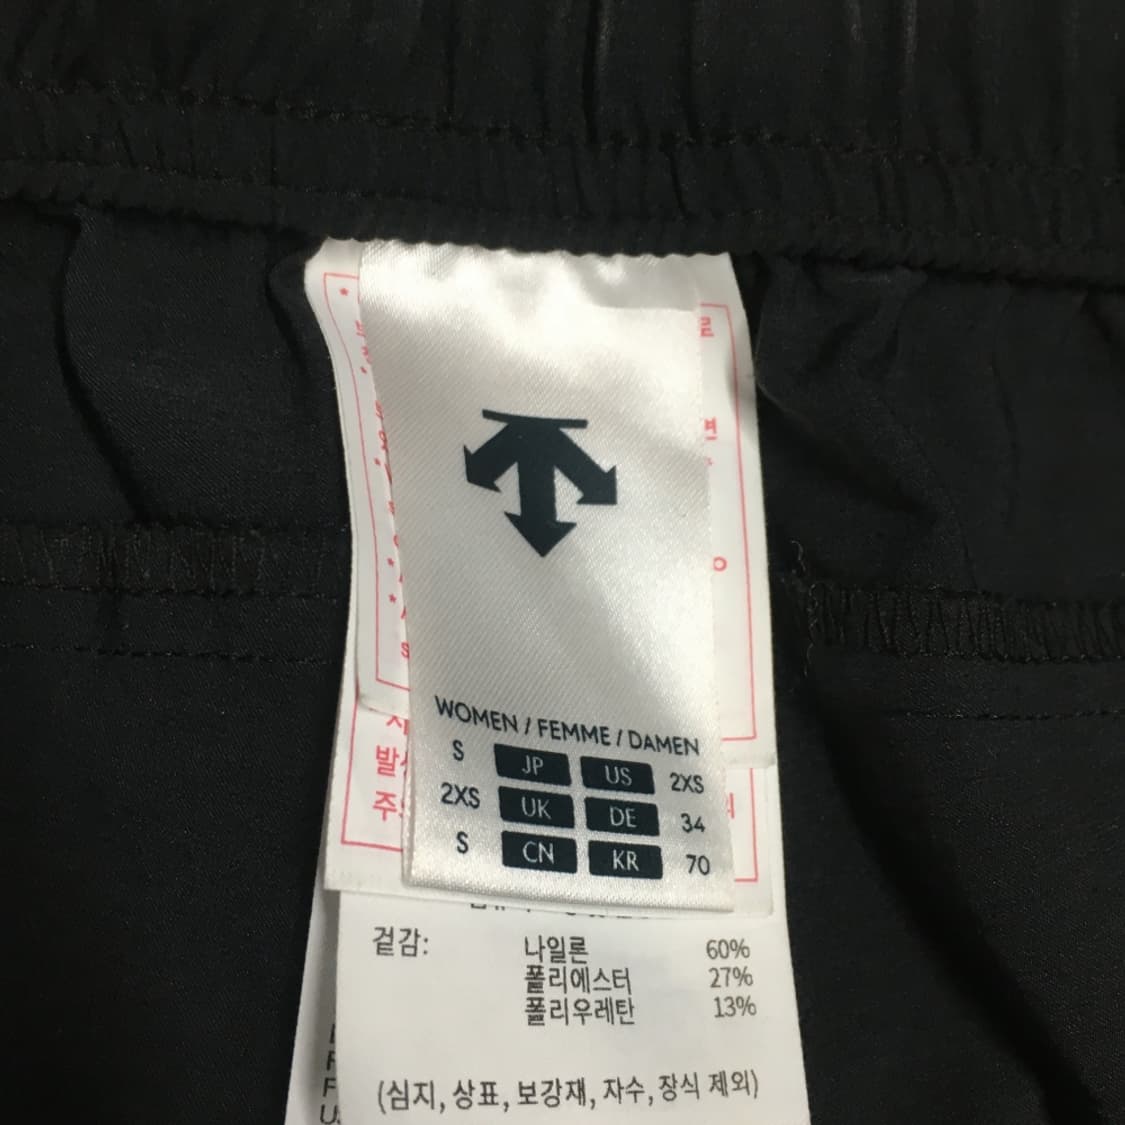 WOMEN / FEMME / DAMEN
S JP US 2XS
2XS UK DE 34
S CN KR 70
겉감: 나일론 60%
폴리에스터 27%
폴리우레탄 13%
(심지, 상표, 보강재, 자수, 장식 제외)